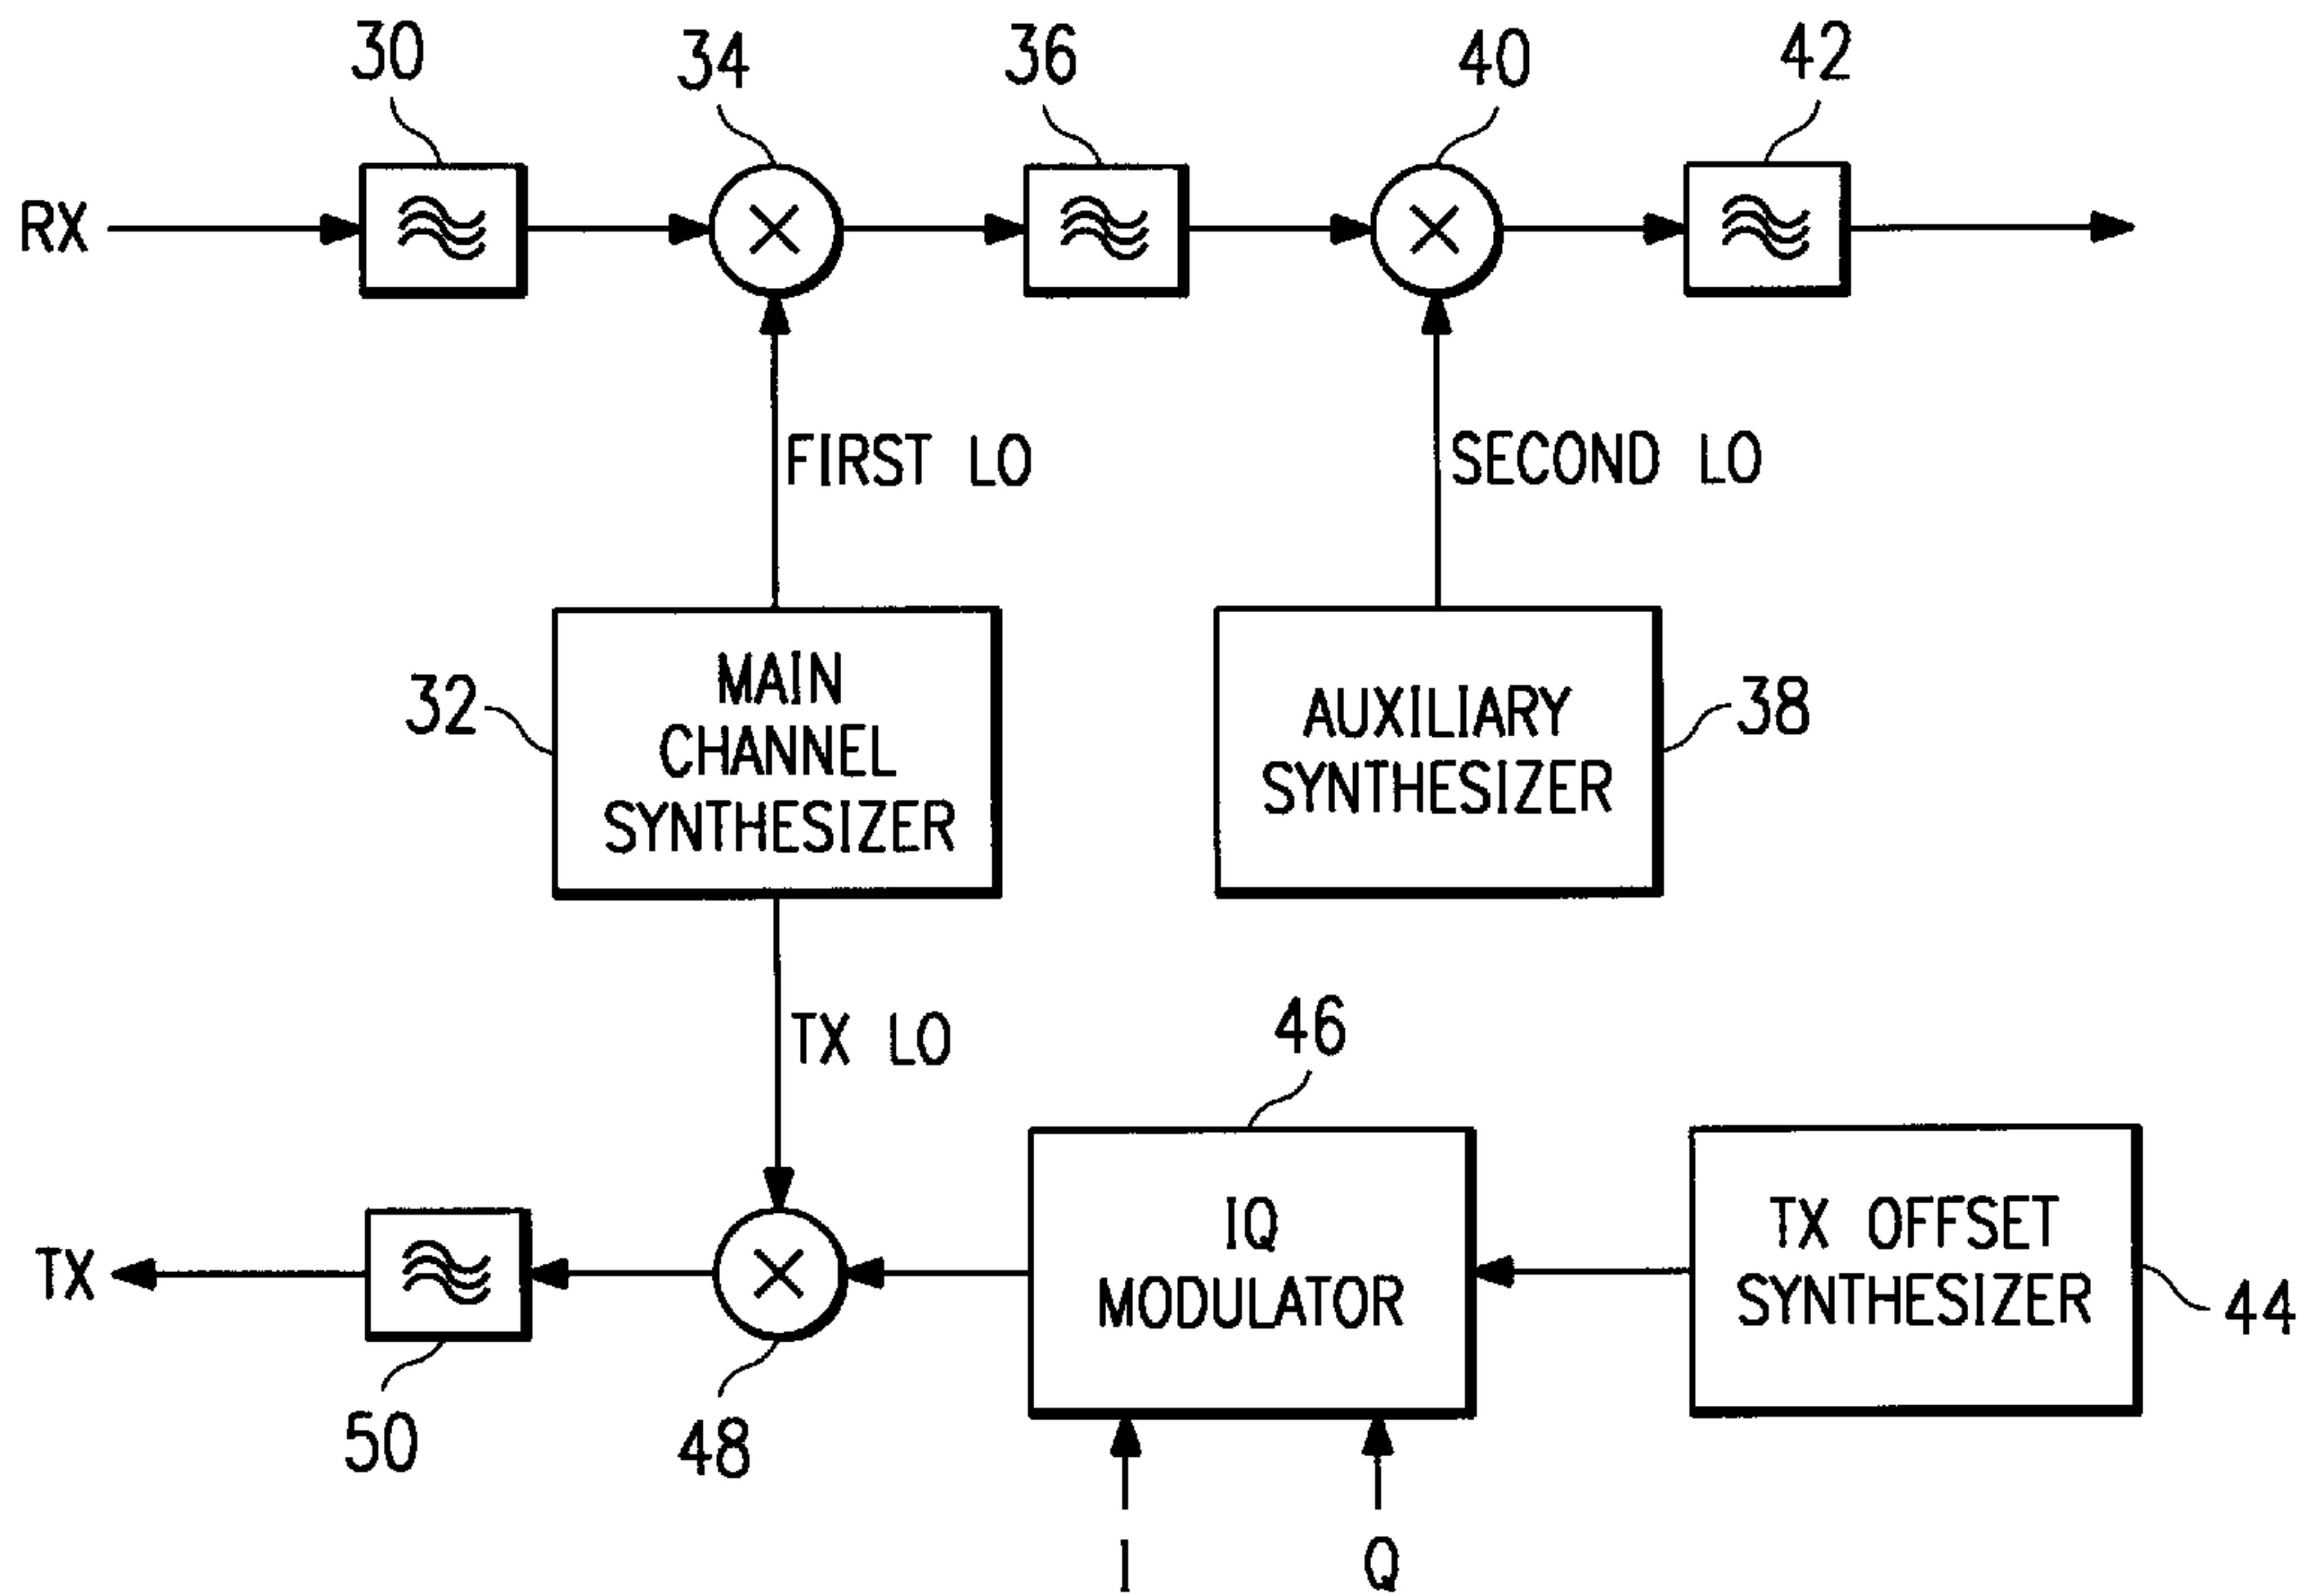 30
34
36
40
42
RX
FIRST LO
SECOND LO
MAIN
CHANNEL
SYNTHESIZER
32
AUXILIARY
SYNTHESIZER
38
TX LO
46
IQ
MODULATOR
TX OFFSET
SYNTHESIZER
44
TX
50
48
I
Q